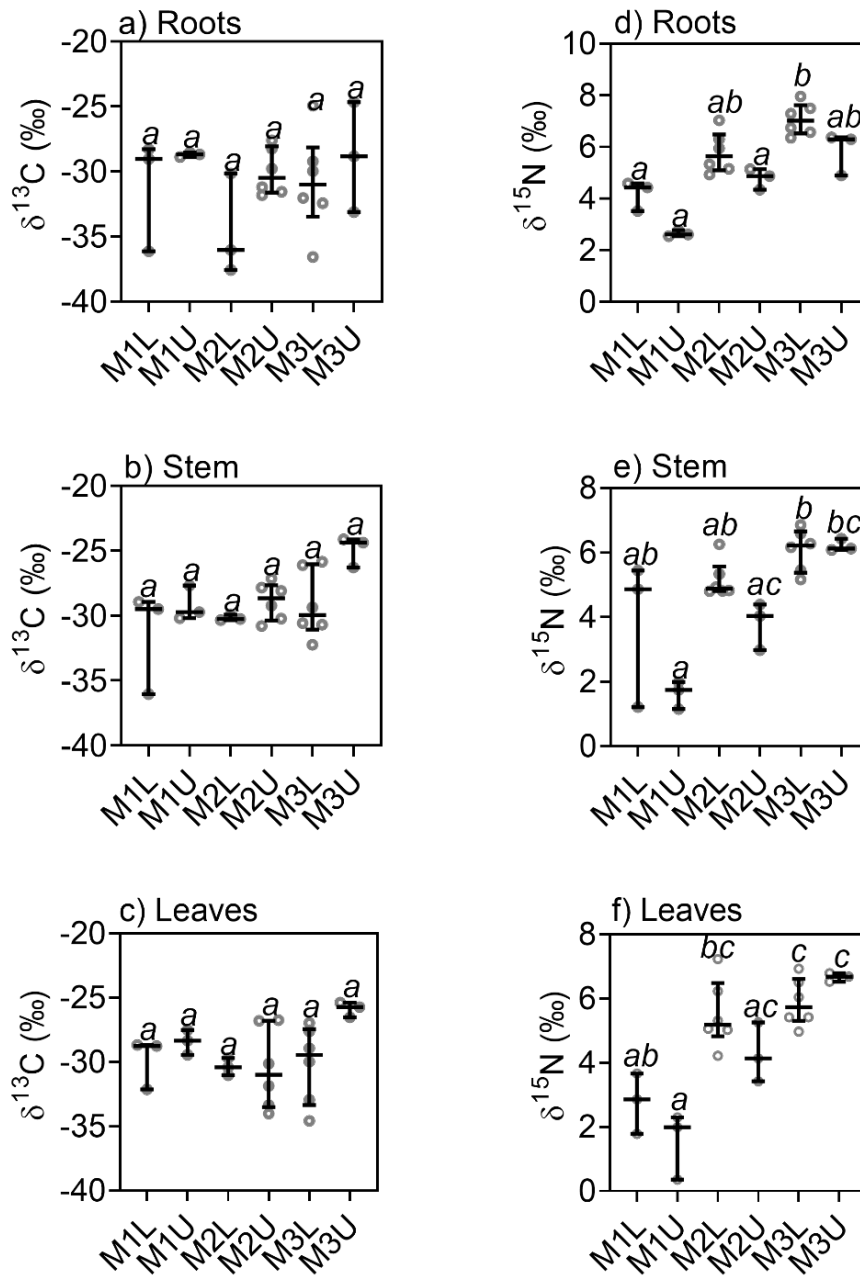 a) Roots
-20
-25
-30
-35
-40
δ13C (‰)
a a a a a a
M1L M1U M2L M2U M3L M3U
d) Roots
10
8
6
4
2
0
δ15N (‰)
a a ab a b ab
M1L M1U M2L M2U M3L M3U
b) Stem
-20
-25
-30
-35
-40
δ13C (‰)
a a a a a a
M1L M1U M2L M2U M3L M3U
e) Stem
8
6
4
2
0
δ15N (‰)
ab a ab ac b bc
M1L M1U M2L M2U M3L M3U
c) Leaves
-20
-25
-30
-35
-40
δ13C (‰)
a a a a a a
M1L M1U M2L M2U M3L M3U
f) Leaves
8
6
4
2
0
δ15N (‰)
ab a bc ac c c
M1L M1U M2L M2U M3L M3U